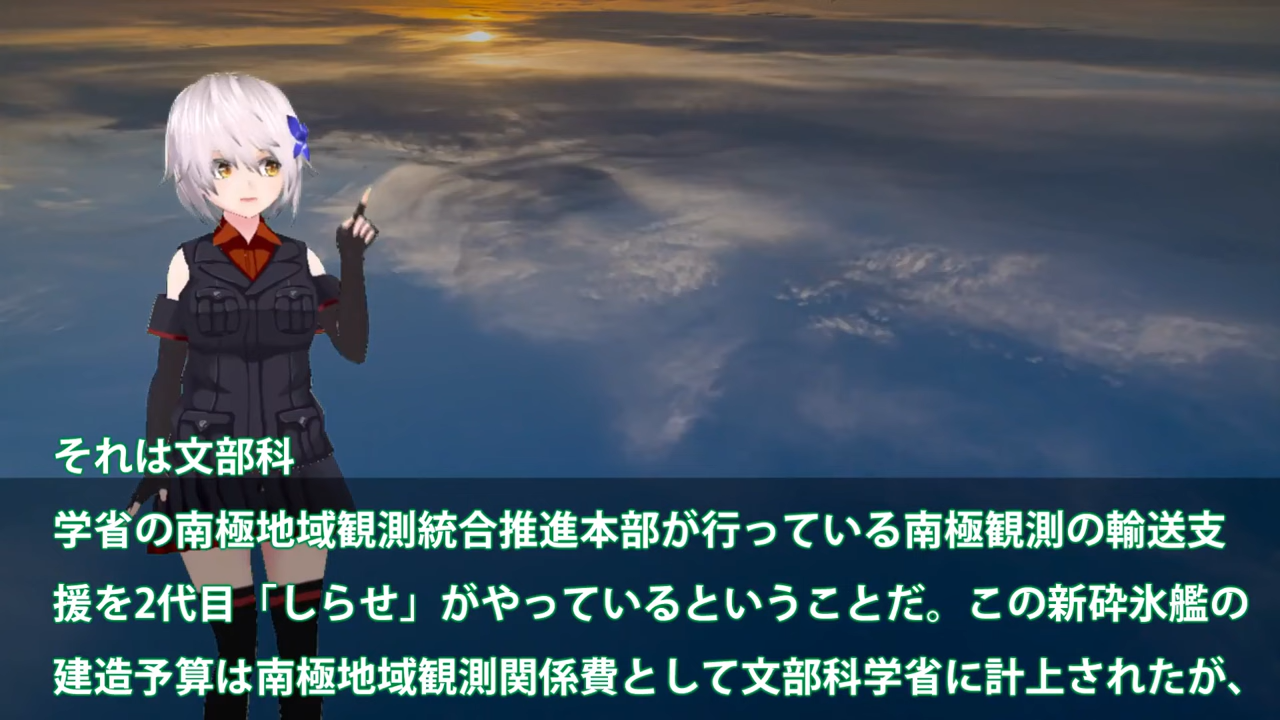 それは文部科
学省の南極地域観測統合推進本部が行っている南極観測の輸送支
援を2代目「しらせ」がやっているということだ。この新砕氷艦の
建造予算は南極地域観測関係費として文部科学省に計上されたが、